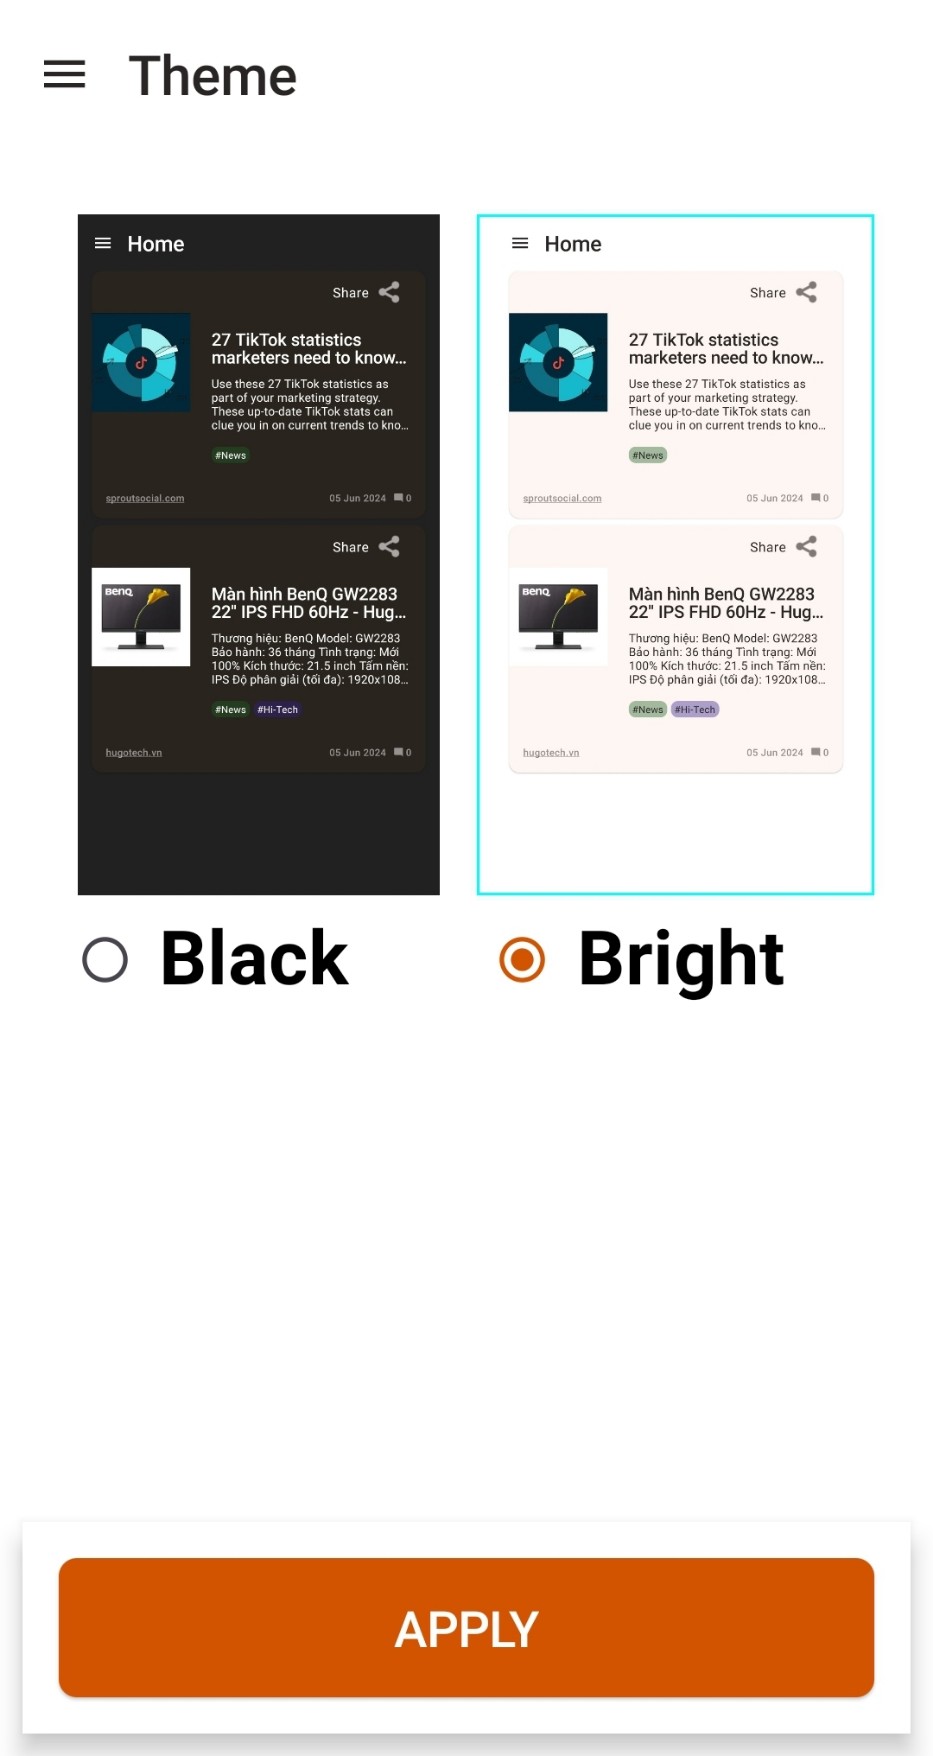 Theme
Home
Share
27 TikTok statistics
marketers need to know...
Use these 27 TikTok statistics as
part of your marketing strategy.
These up-to-date TikTok stats can
clue you in on current trends to kno...
#News
sproutsocial.com
05 Jun 2024 0
Share
BenQ
Màn hình BenQ GW2283
22" IPS FHD 60Hz - Hug...
Thương hiệu: BenQ Model: GW2283
Bảo hành: 36 tháng Tình trạng: Mới
100% Kích thước: 21.5 inch Tấm nền:
IPS Độ phân giải (tối đa): 1920x108...
#News #Hi-Tech
hugotech.vn
05 Jun 2024 0
Black
Home
Share
27 TikTok statistics
marketers need to know...
Use these 27 TikTok statistics as
part of your marketing strategy.
These up-to-date TikTok stats can
clue you in on current trends to kno...
#News
sproutsocial.com
05 Jun 2024 0
Share
BenQ
Màn hình BenQ GW2283
22" IPS FHD 60Hz - Hug...
Thương hiệu: BenQ Model: GW2283
Bảo hành: 36 tháng Tình trạng: Mới
100% Kích thước: 21.5 inch Tấm nền:
IPS Độ phân giải (tối đa): 1920x108...
#News #Hi-Tech
hugotech.vn
05 Jun 2024 0
Bright
APPLY